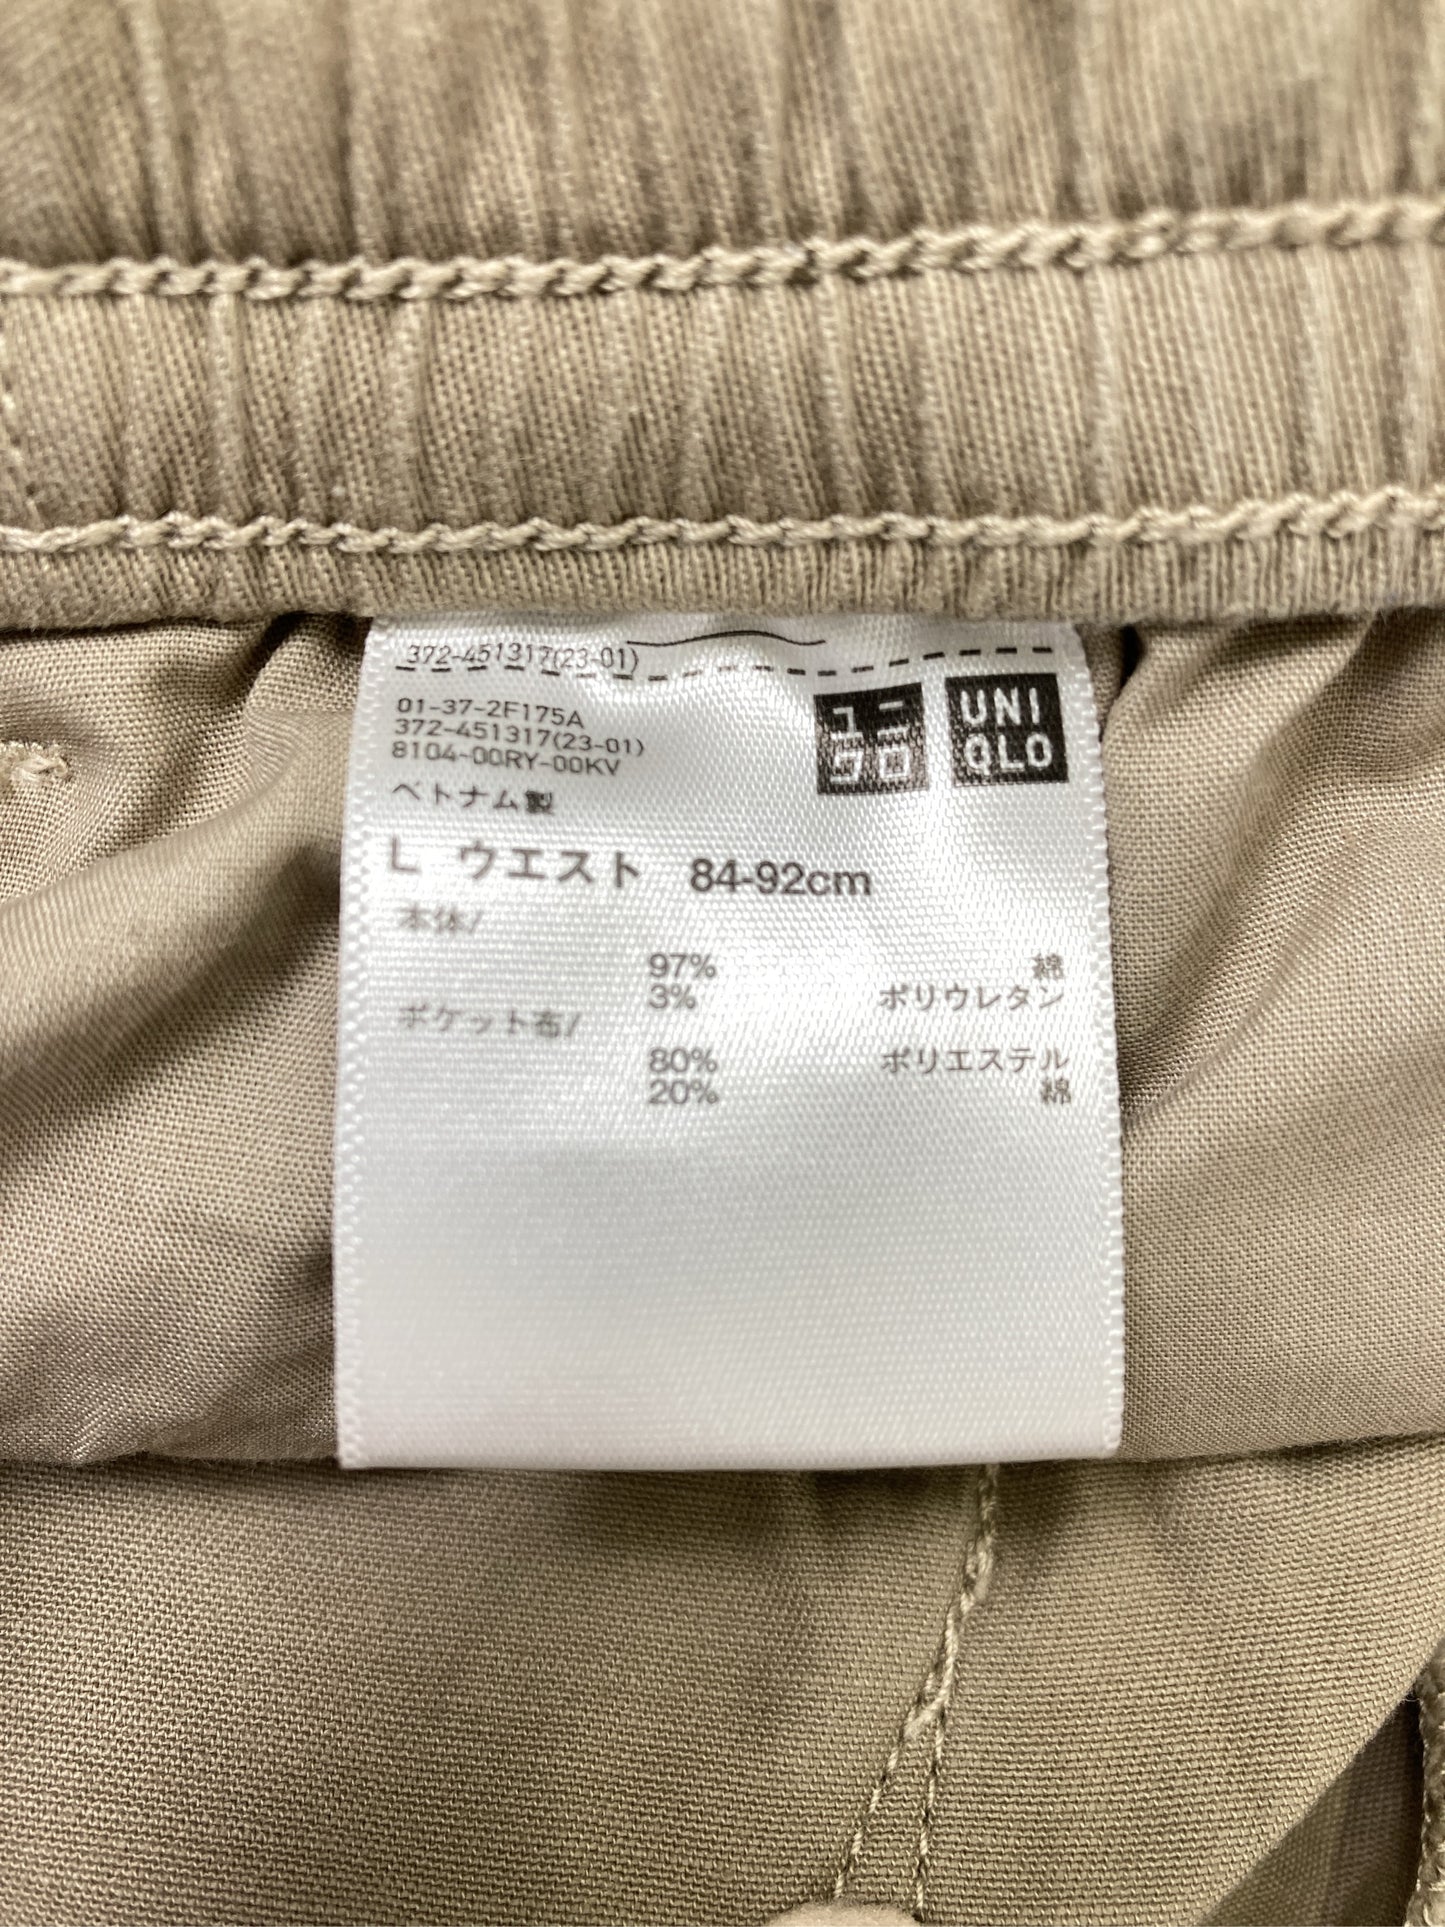 372-451317(23-01)
01-37-2F175A
372-451317(23-01)
8104-00RY-00KV
ベトナム製
ユニ
クロ
UNI
QLO
L ウエスト 84-92cm
本体/
97% 綿
3% ポリウレタン
ポケット布/
80% ポリエステル
20% 綿